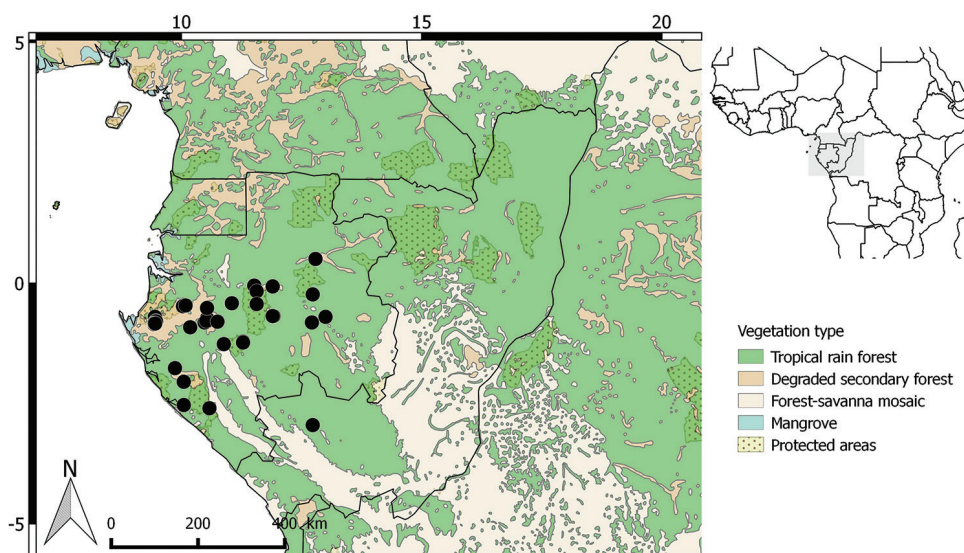 10 15 20
5
0
-5
N
0 200 400 km
Vegetation type
Tropical rain forest
Degraded secondary forest
Forest-savanna mosaic
Mangrove
Protected areas